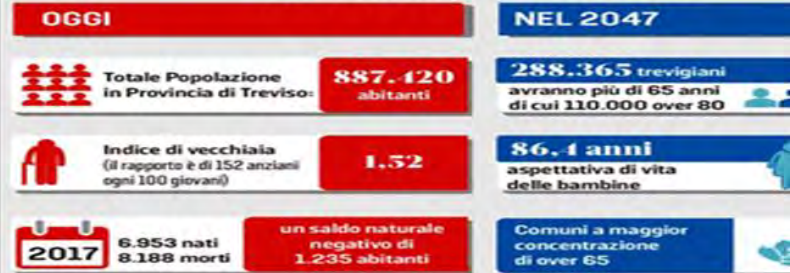 OGGI
Totale Popolazione
in Provincia di Treviso:
887.420
abitanti
Indice di vecchiaia
(il rapporto è di 152 anziani
ogni 100 giovani)
1,52
2017
6.953 nati
8.188 morti
un saldo naturale
negativo di
1.235 abitanti
NEL 2047
288.365 trevigiani
avranno più di 65 anni
di cui 110.000 over 80
86,4 anni
aspettativa di vita
delle bambine
Comuni a maggior
concentrazione
di over 65